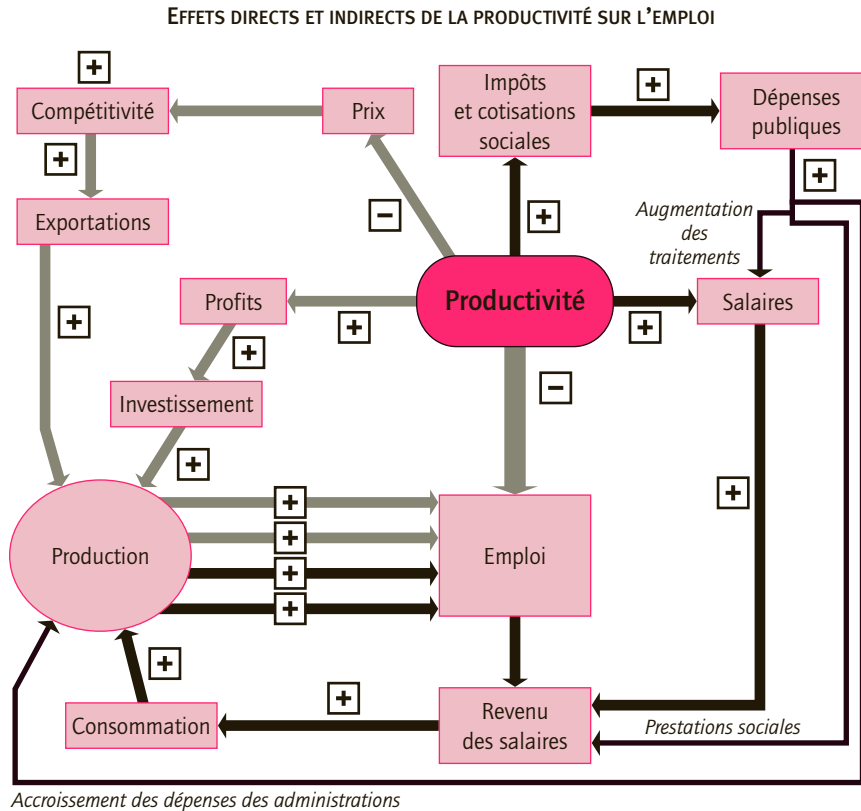 EFFETS DIRECTS ET INDIRECTS DE LA PRODUCTIVITÉ SUR L'EMPLOI
+
Compétitivité
Prix
Impôts
et cotisations
sociales
+
Dépenses
publiques
+
+
Exportations
−
+
Augmentation
des
traitements
+
Profits
+
Productivité
+
Salaires
+
Investissement
−
+
+
Production
+
+
+
+
Emploi
+
+
Consommation
Revenu
des salaires
Prestations sociales
Accroissement des dépenses des administrations